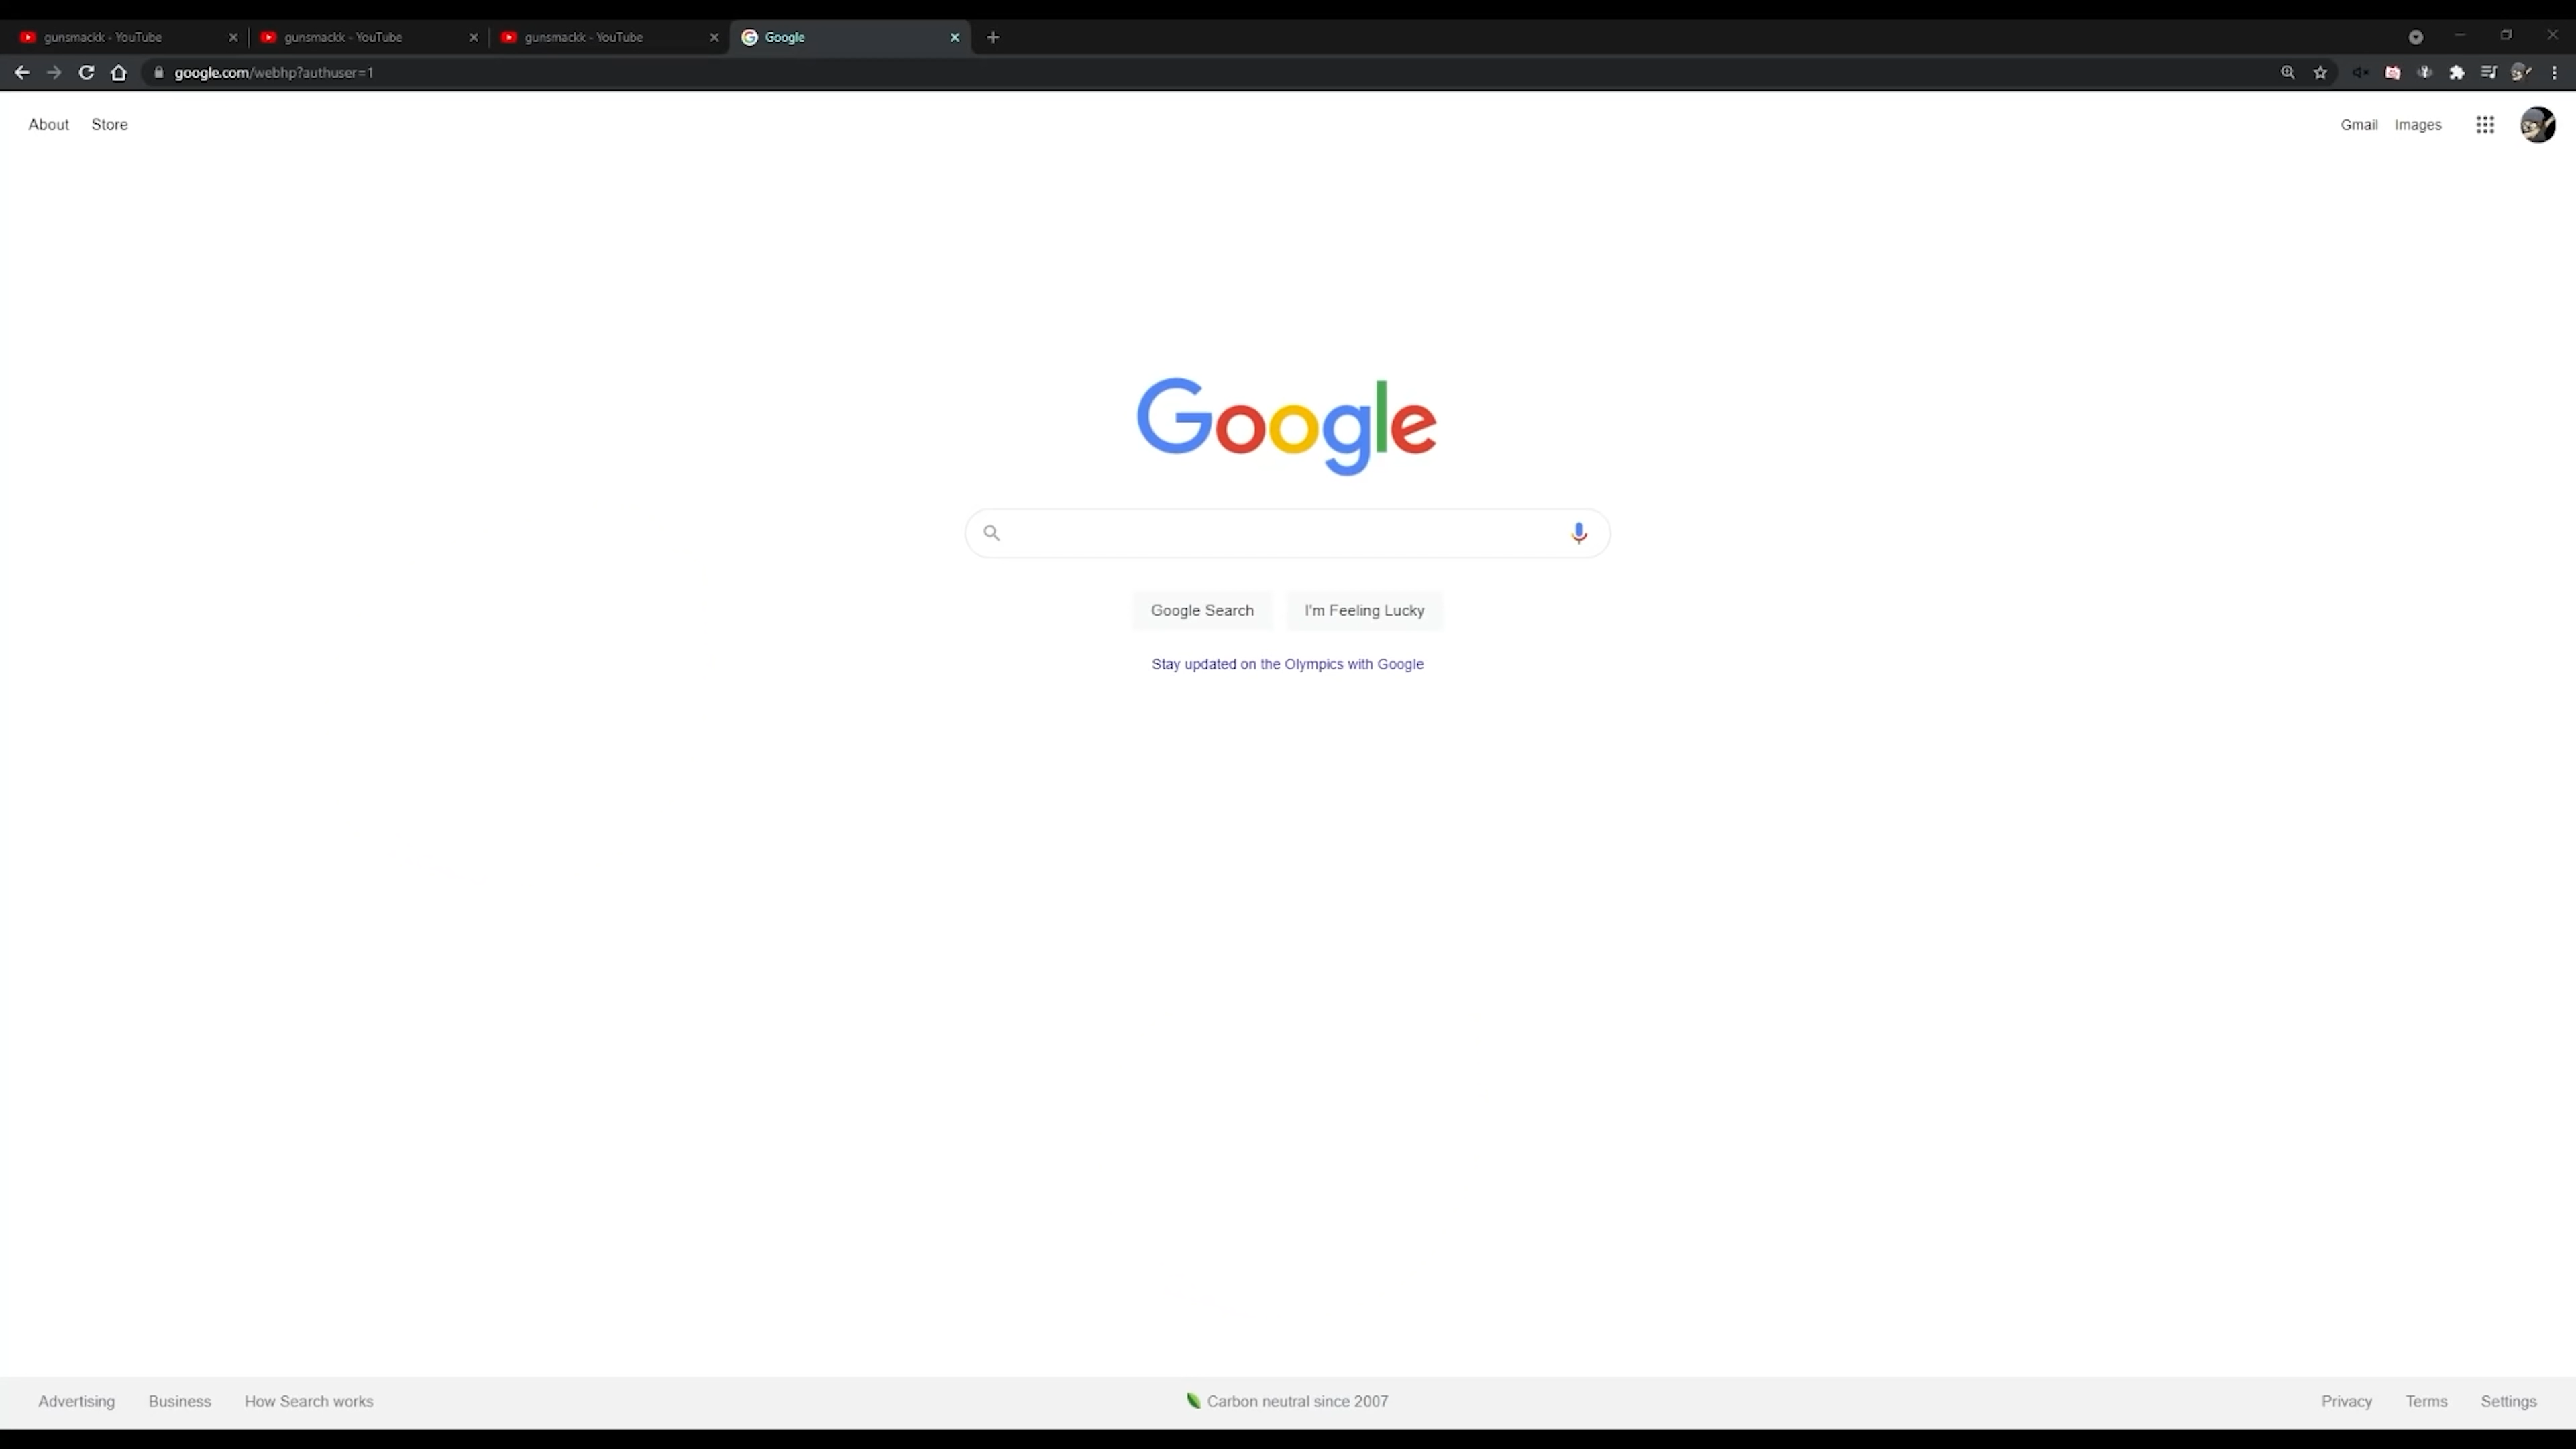 gunsmackk - YouTube
gunsmackk - YouTube
gunsmackk - YouTube
Google
google.com/webhp?authuser=1
About Store
Gmail Images
Google
Google Search I'm Feeling Lucky
Stay updated on the Olympics with Google
Advertising Business How Search works
Carbon neutral since 2007
Privacy Terms Settings